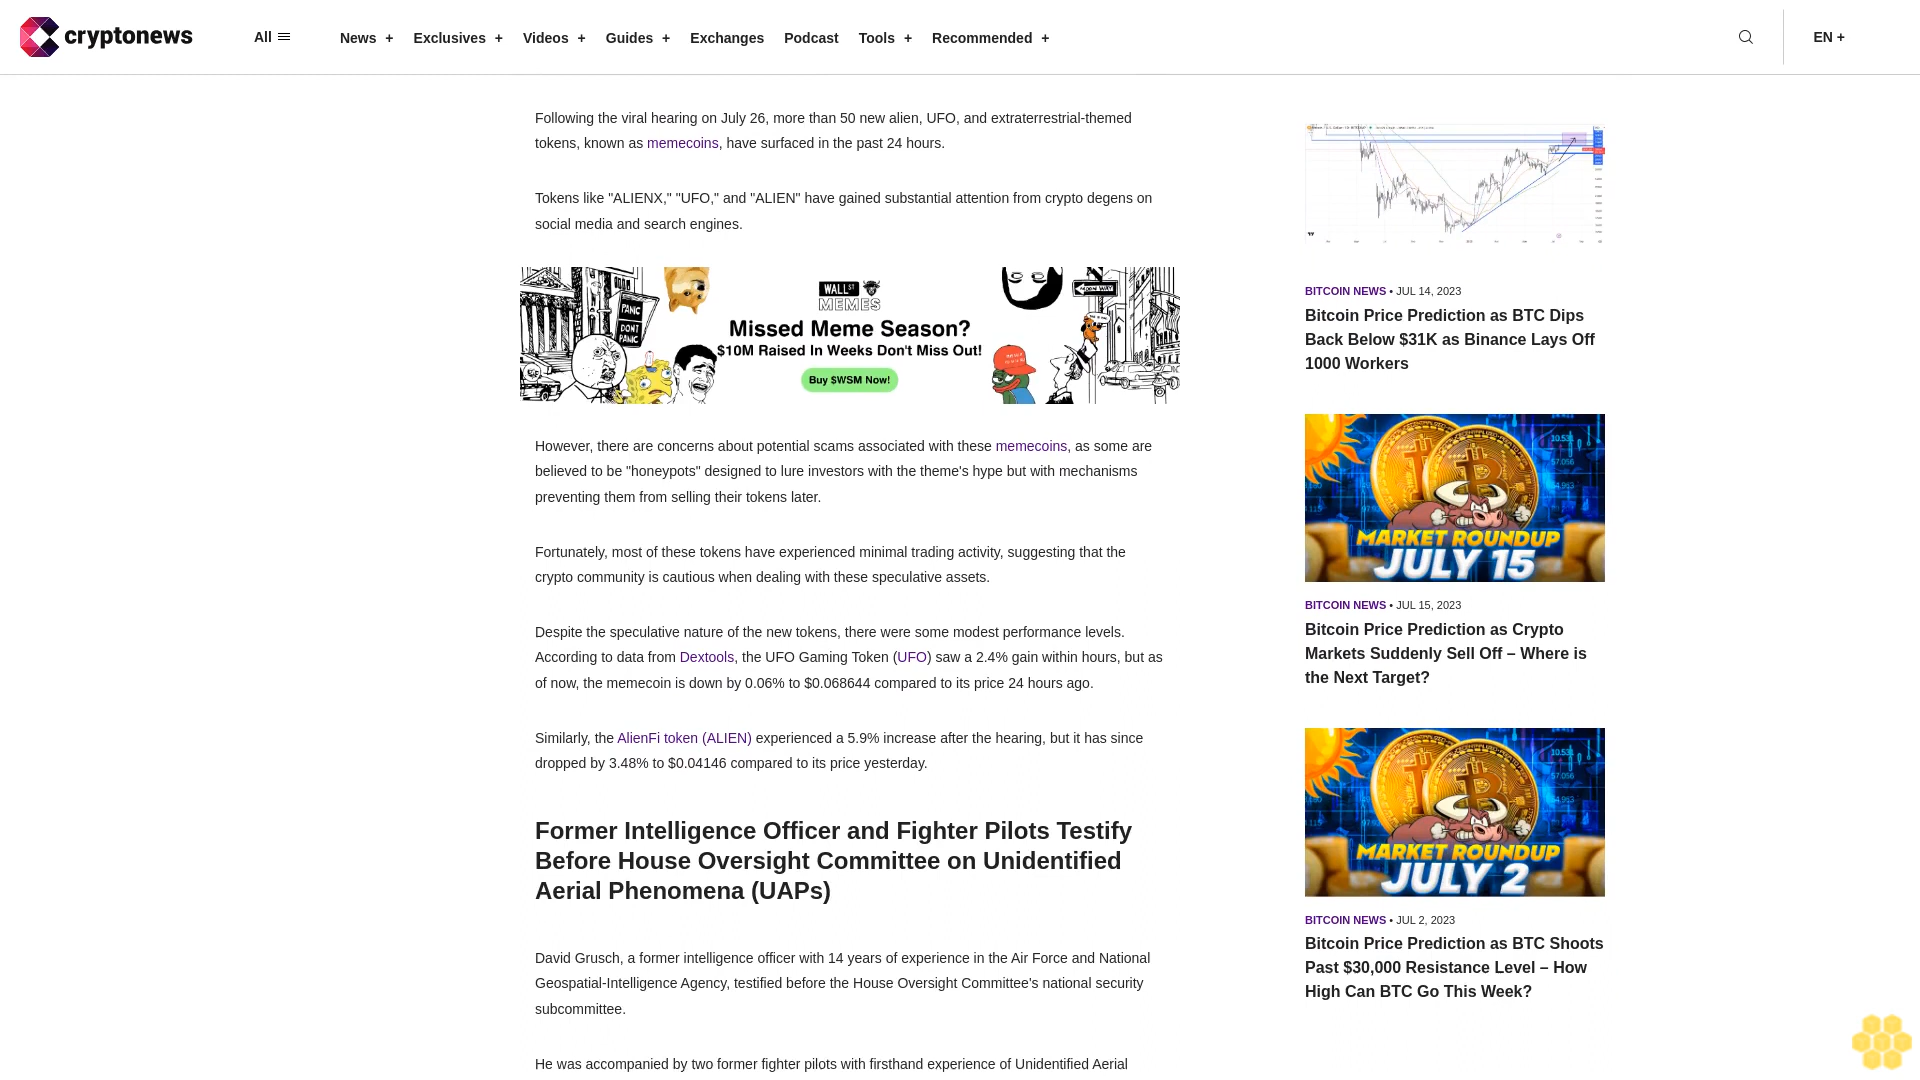 cryptonews
All
News +
Exclusives +
Videos +
Guides +
Exchanges
Podcast
Tools +
Recommended +
EN +
Following the viral hearing on July 26, more than 50 new alien, UFO, and extraterrestrial-themed
tokens, known as memecoins, have surfaced in the past 24 hours.
Tokens like "ALIENX," "UFO," and "ALIEN" have gained substantial attention from crypto degens on
social media and search engines.
PANIC
DONT
PANIC
WALL ST
MEMES
Missed Meme Season?
$10M Raised In Weeks Don't Miss Out!
Buy $WSM Now!
However, there are concerns about potential scams associated with these memecoins, as some are
believed to be "honeypots" designed to lure investors with the theme's hype but with mechanisms
preventing them from selling their tokens later.
Fortunately, most of these tokens have experienced minimal trading activity, suggesting that the
crypto community is cautious when dealing with these speculative assets.
Despite the speculative nature of the new tokens, there were some modest performance levels.
According to data from Dextools, the UFO Gaming Token (UFO) saw a 2.4% gain within hours, but as
of now, the memecoin is down by 0.06% to $0.068644 compared to its price 24 hours ago.
Similarly, the AlienFi token (ALIEN) experienced a 5.9% increase after the hearing, but it has since
dropped by 3.48% to $0.04146 compared to its price yesterday.
Former Intelligence Officer and Fighter Pilots Testify
Before House Oversight Committee on Unidentified
Aerial Phenomena (UAPs)
David Grusch, a former intelligence officer with 14 years of experience in the Air Force and National
Geospatial-Intelligence Agency, testified before the House Oversight Committee's national security
subcommittee.
He was accompanied by two former fighter pilots with firsthand experience of Unidentified Aerial
BITCOIN NEWS • JUL 14, 2023
Bitcoin Price Prediction as BTC Dips
Back Below $31K as Binance Lays Off
1000 Workers
10.531
57.056
MARKET ROUNDUP
JULY 15
BITCOIN NEWS • JUL 15, 2023
Bitcoin Price Prediction as Crypto
Markets Suddenly Sell Off – Where is
the Next Target?
10.531
57.056
MARKET ROUNDUP
JULY 2
BITCOIN NEWS • JUL 2, 2023
Bitcoin Price Prediction as BTC Shoots
Past $30,000 Resistance Level – How
High Can BTC Go This Week?